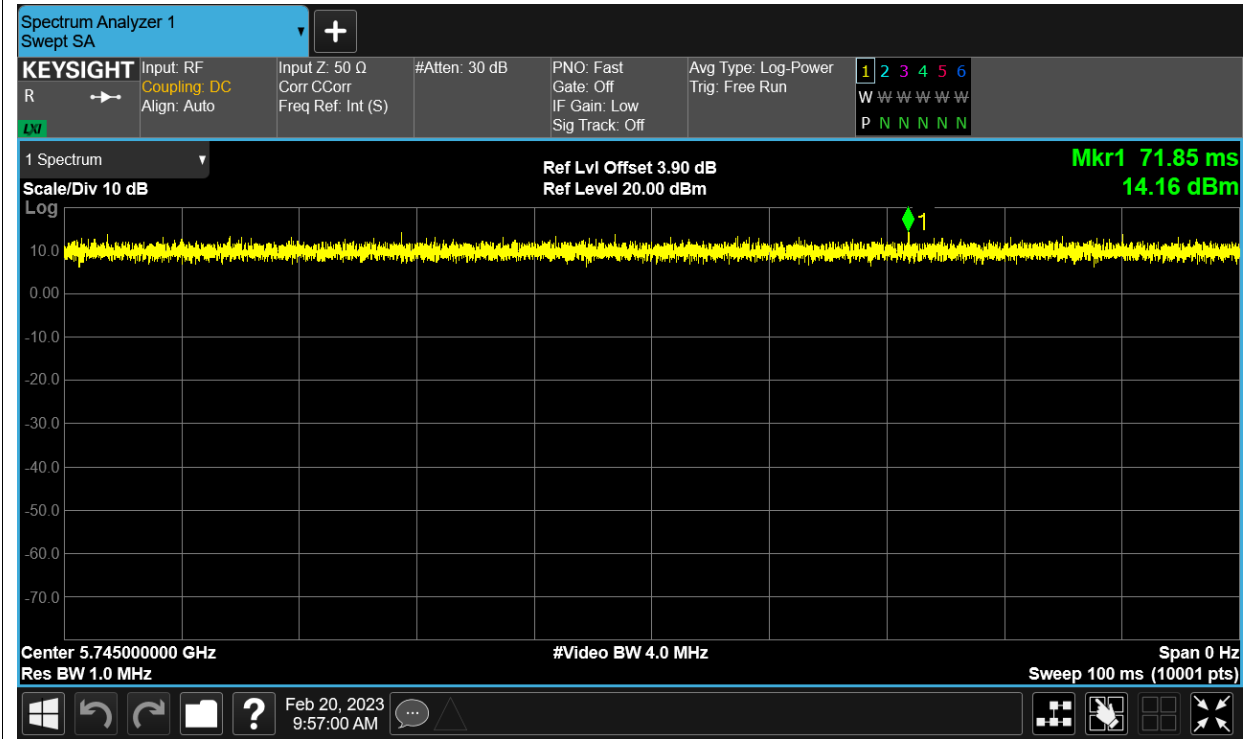 Spectrum Analyzer 1
Swept SA
KEYSIGHT
R
LXI
Input: RF
Coupling: DC
Align: Auto
Input Z: 50 Ω
Corr CCorr
Freq Ref: Int (S)
#Atten: 30 dB
PNO: Fast
Gate: Off
IF Gain: Low
Sig Track: Off
Avg Type: Log-Power
Trig: Free Run
1 2 3 4 5 6
W W W W W W
P N N N N N
1 Spectrum
Scale/Div 10 dB
Ref Lvl Offset 3.90 dB
Ref Level 20.00 dBm
Mkr1 71.85 ms
14.16 dBm
Log
1
10.0
0.00
-10.0
-20.0
-30.0
-40.0
-50.0
-60.0
-70.0
Center 5.745000000 GHz
#Video BW 4.0 MHz
Span 0 Hz
Res BW 1.0 MHz
Sweep 100 ms (10001 pts)
?
Feb 20, 2023
9:57:00 AM